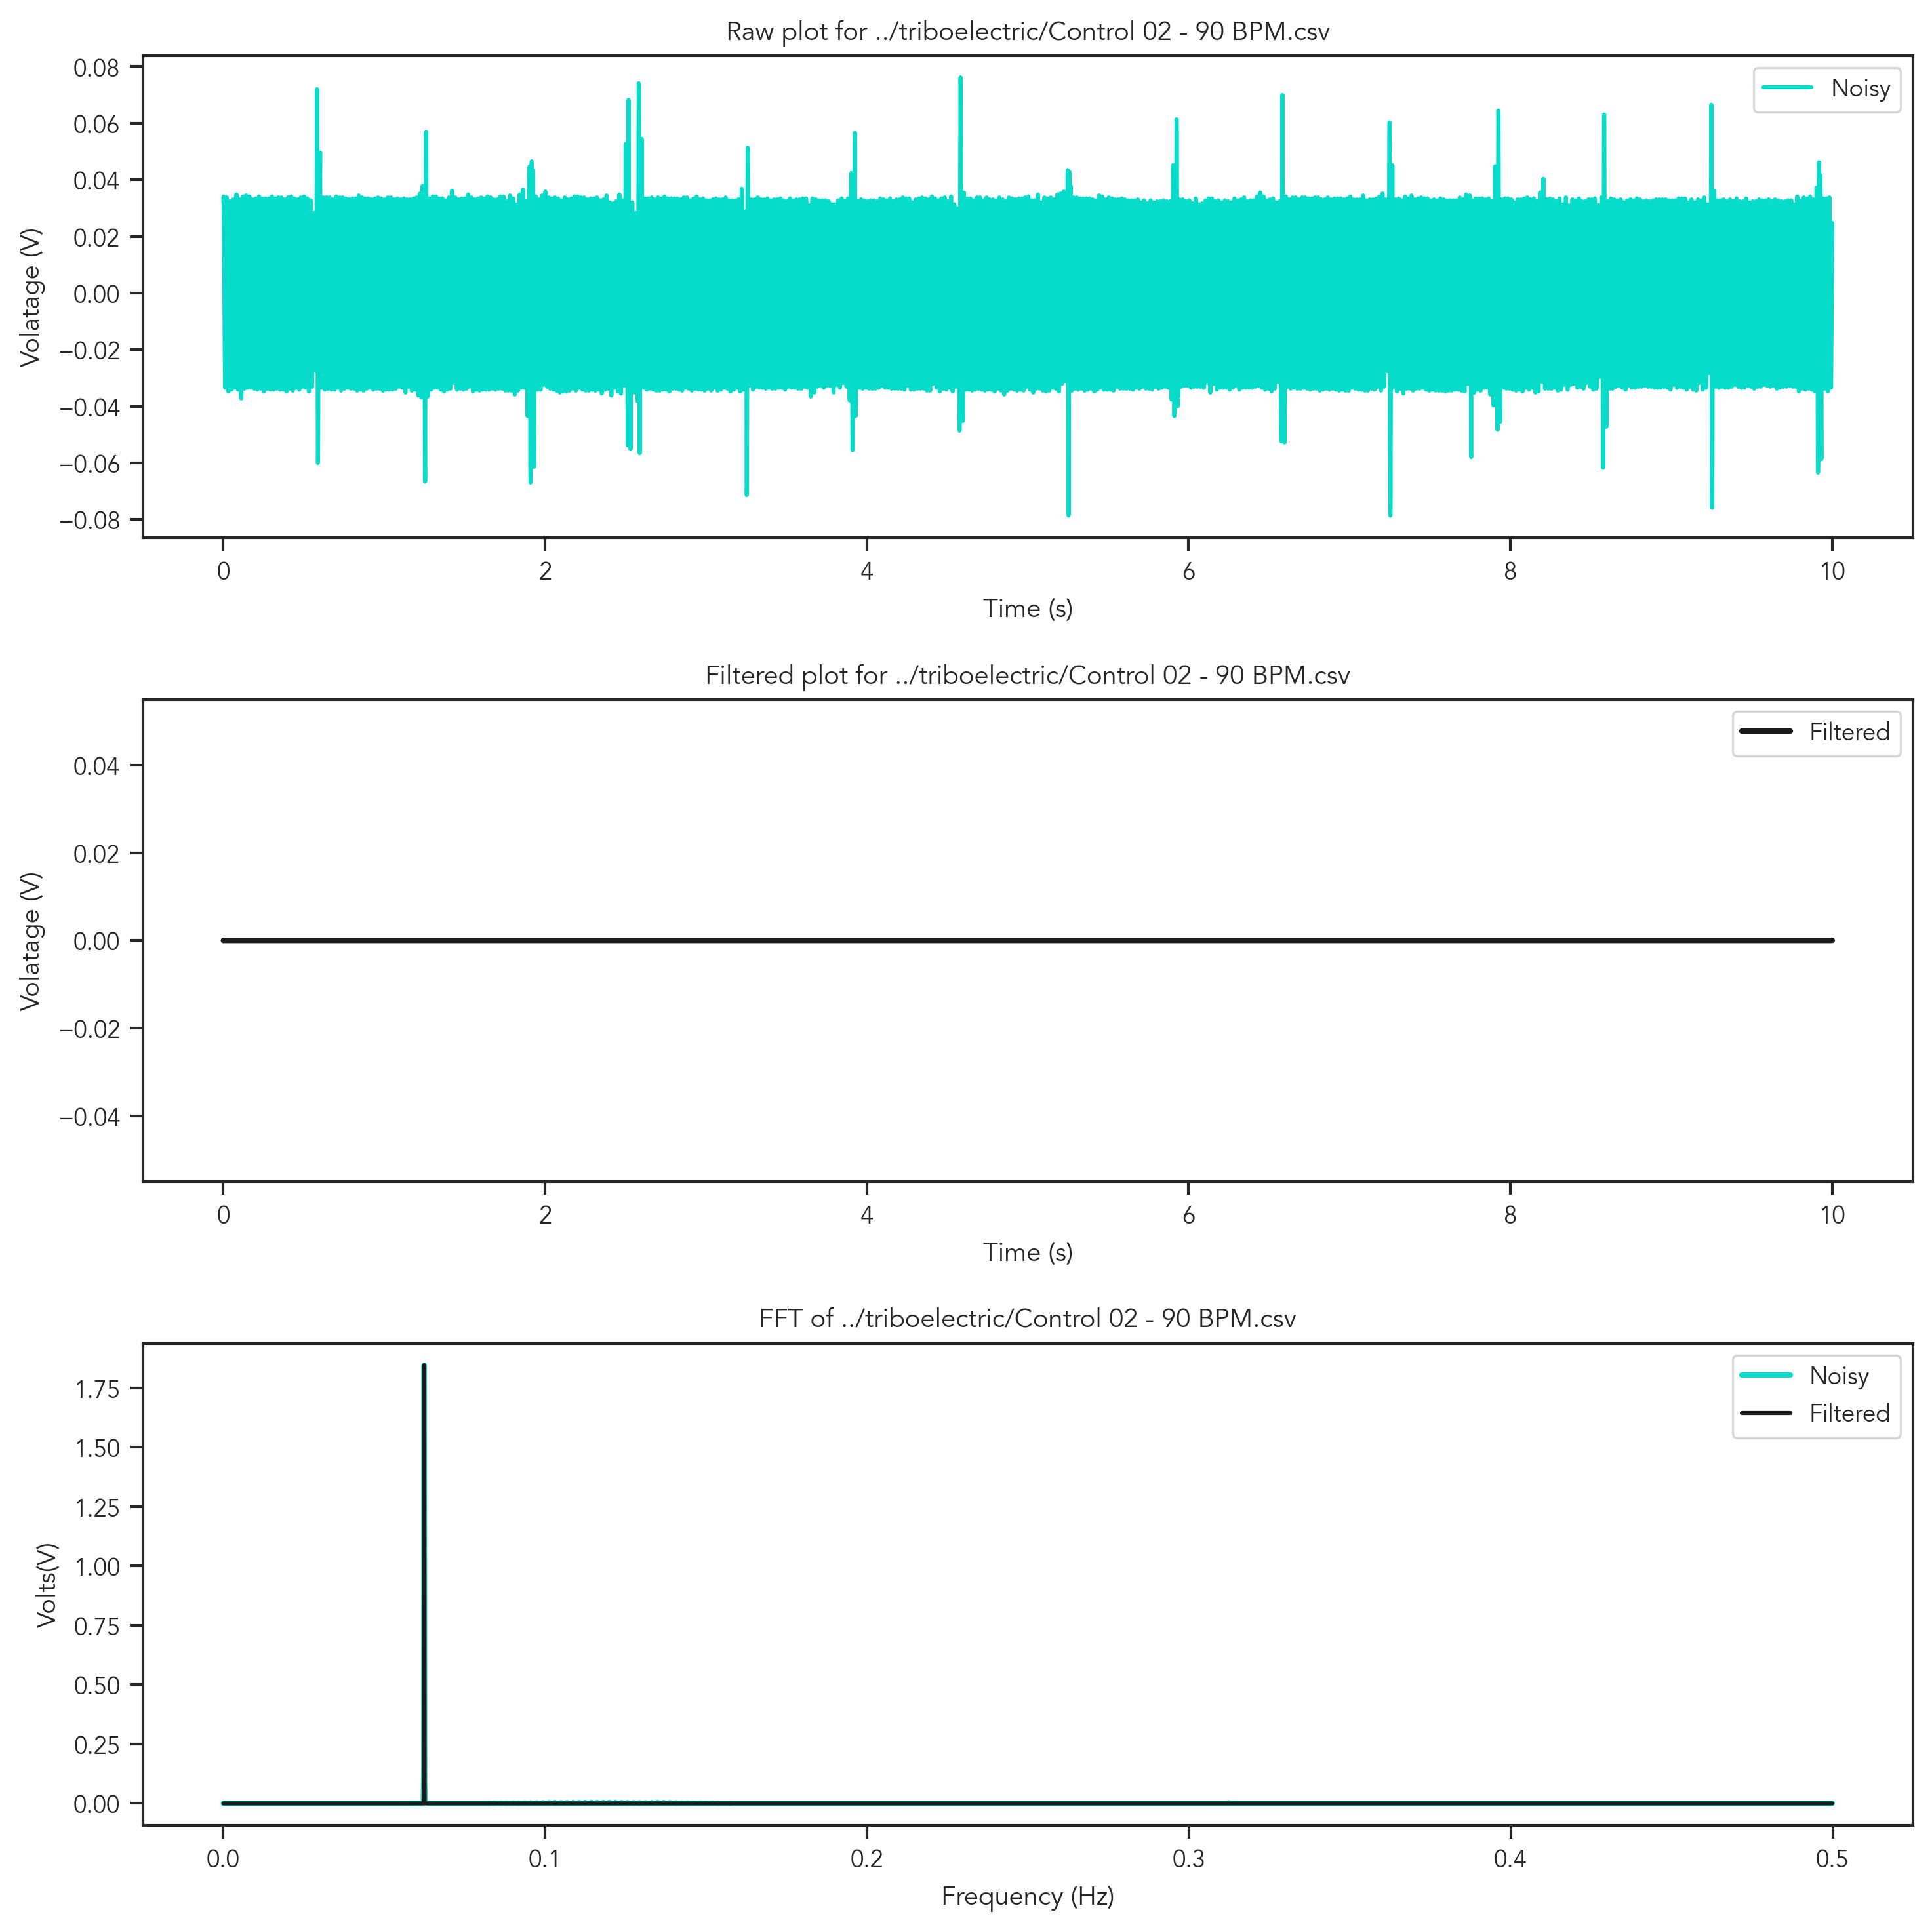 Raw plot for ../triboelectric/Control 02 - 90 BPM.csv
Noisy
0.08
0.06
0.04
0.02
0.00
−0.02
−0.04
−0.06
−0.08
Volatage (V)
0 2 4 6 8 10
Time (s)
Filtered plot for ../triboelectric/Control 02 - 90 BPM.csv
Filtered
0.04
0.02
0.00
−0.02
−0.04
Volatage (V)
0 2 4 6 8 10
Time (s)
FFT of ../triboelectric/Control 02 - 90 BPM.csv
Noisy
Filtered
1.75
1.50
1.25
1.00
0.75
0.50
0.25
0.00
Volts(V)
0.0 0.1 0.2 0.3 0.4 0.5
Frequency (Hz)